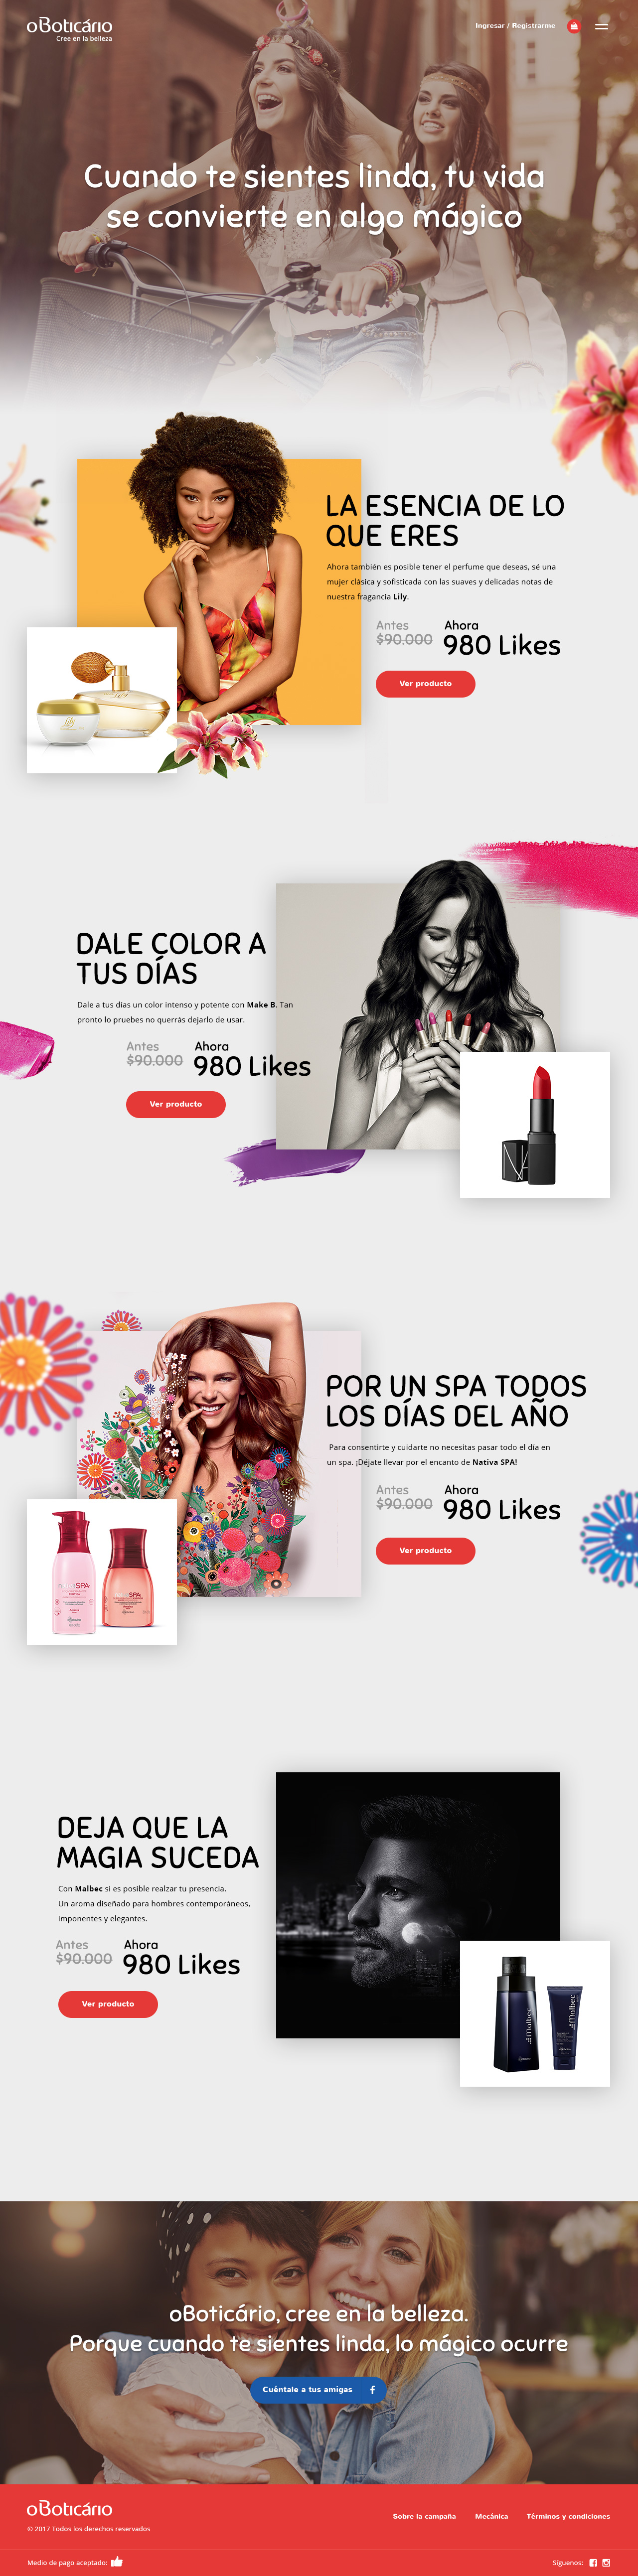 oBoticário
Cree en la belleza
Ingresar / Registrarme
Cuando te sientes linda, tu vida
se convierte en algo mágico
LA ESENCIA DE LO
QUE ERES
Ahora también es posible tener el perfume que deseas, sé una
mujer clásica y sofisticada con las suaves y delicadas notas de
nuestra fragancia Lily.
Antes
$90.000
Ahora
980 Likes
Ver producto
Lily
DALE COLOR A
TUS DÍAS
Dale a tus días un color intenso y potente con Make B. Tan
pronto lo pruebes no querrás dejarlo de usar.
Antes
$90.000
Ahora
980 Likes
Ver producto
POR UN SPA TODOS
LOS DÍAS DEL AÑO
Para consentirte y cuidarte no necesitas pasar todo el día en
un spa. ¡Déjate llevar por el encanto de Nativa SPA!
Antes
$90.000
Ahora
980 Likes
Ver producto
SPA
SPA
DEJA QUE LA
MAGIA SUCEDA
Con Malbec si es posible realzar tu presencia.
Un aroma diseñado para hombres contemporáneos,
imponentes y elegantes.
Antes
$90.000
Ahora
980 Likes
Ver producto
Malbec
Malbec
oBoticário, cree en la belleza.
Porque cuando te sientes linda, lo mágico ocurre
Cuéntale a tus amigas
oBoticário
© 2017 Todos los derechos reservados
Sobre la campaña
Mecánica
Términos y condiciones
Medio de pago aceptado:
Síguenos: